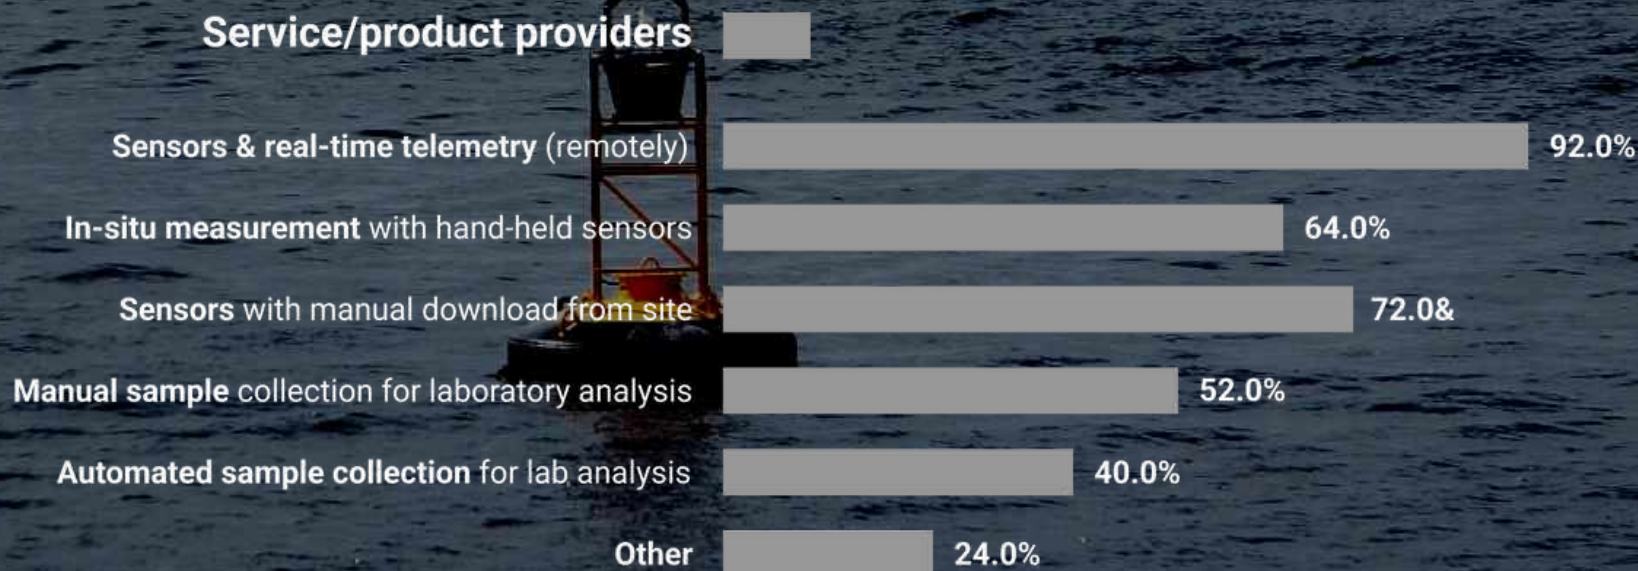 Service/product providers
Sensors & real-time telemetry (remotely) 92.0%
In-situ measurement with hand-held sensors 64.0%
Sensors with manual download from site 72.0&
Manual sample collection for laboratory analysis 52.0%
Automated sample collection for lab analysis 40.0%
Other 24.0%